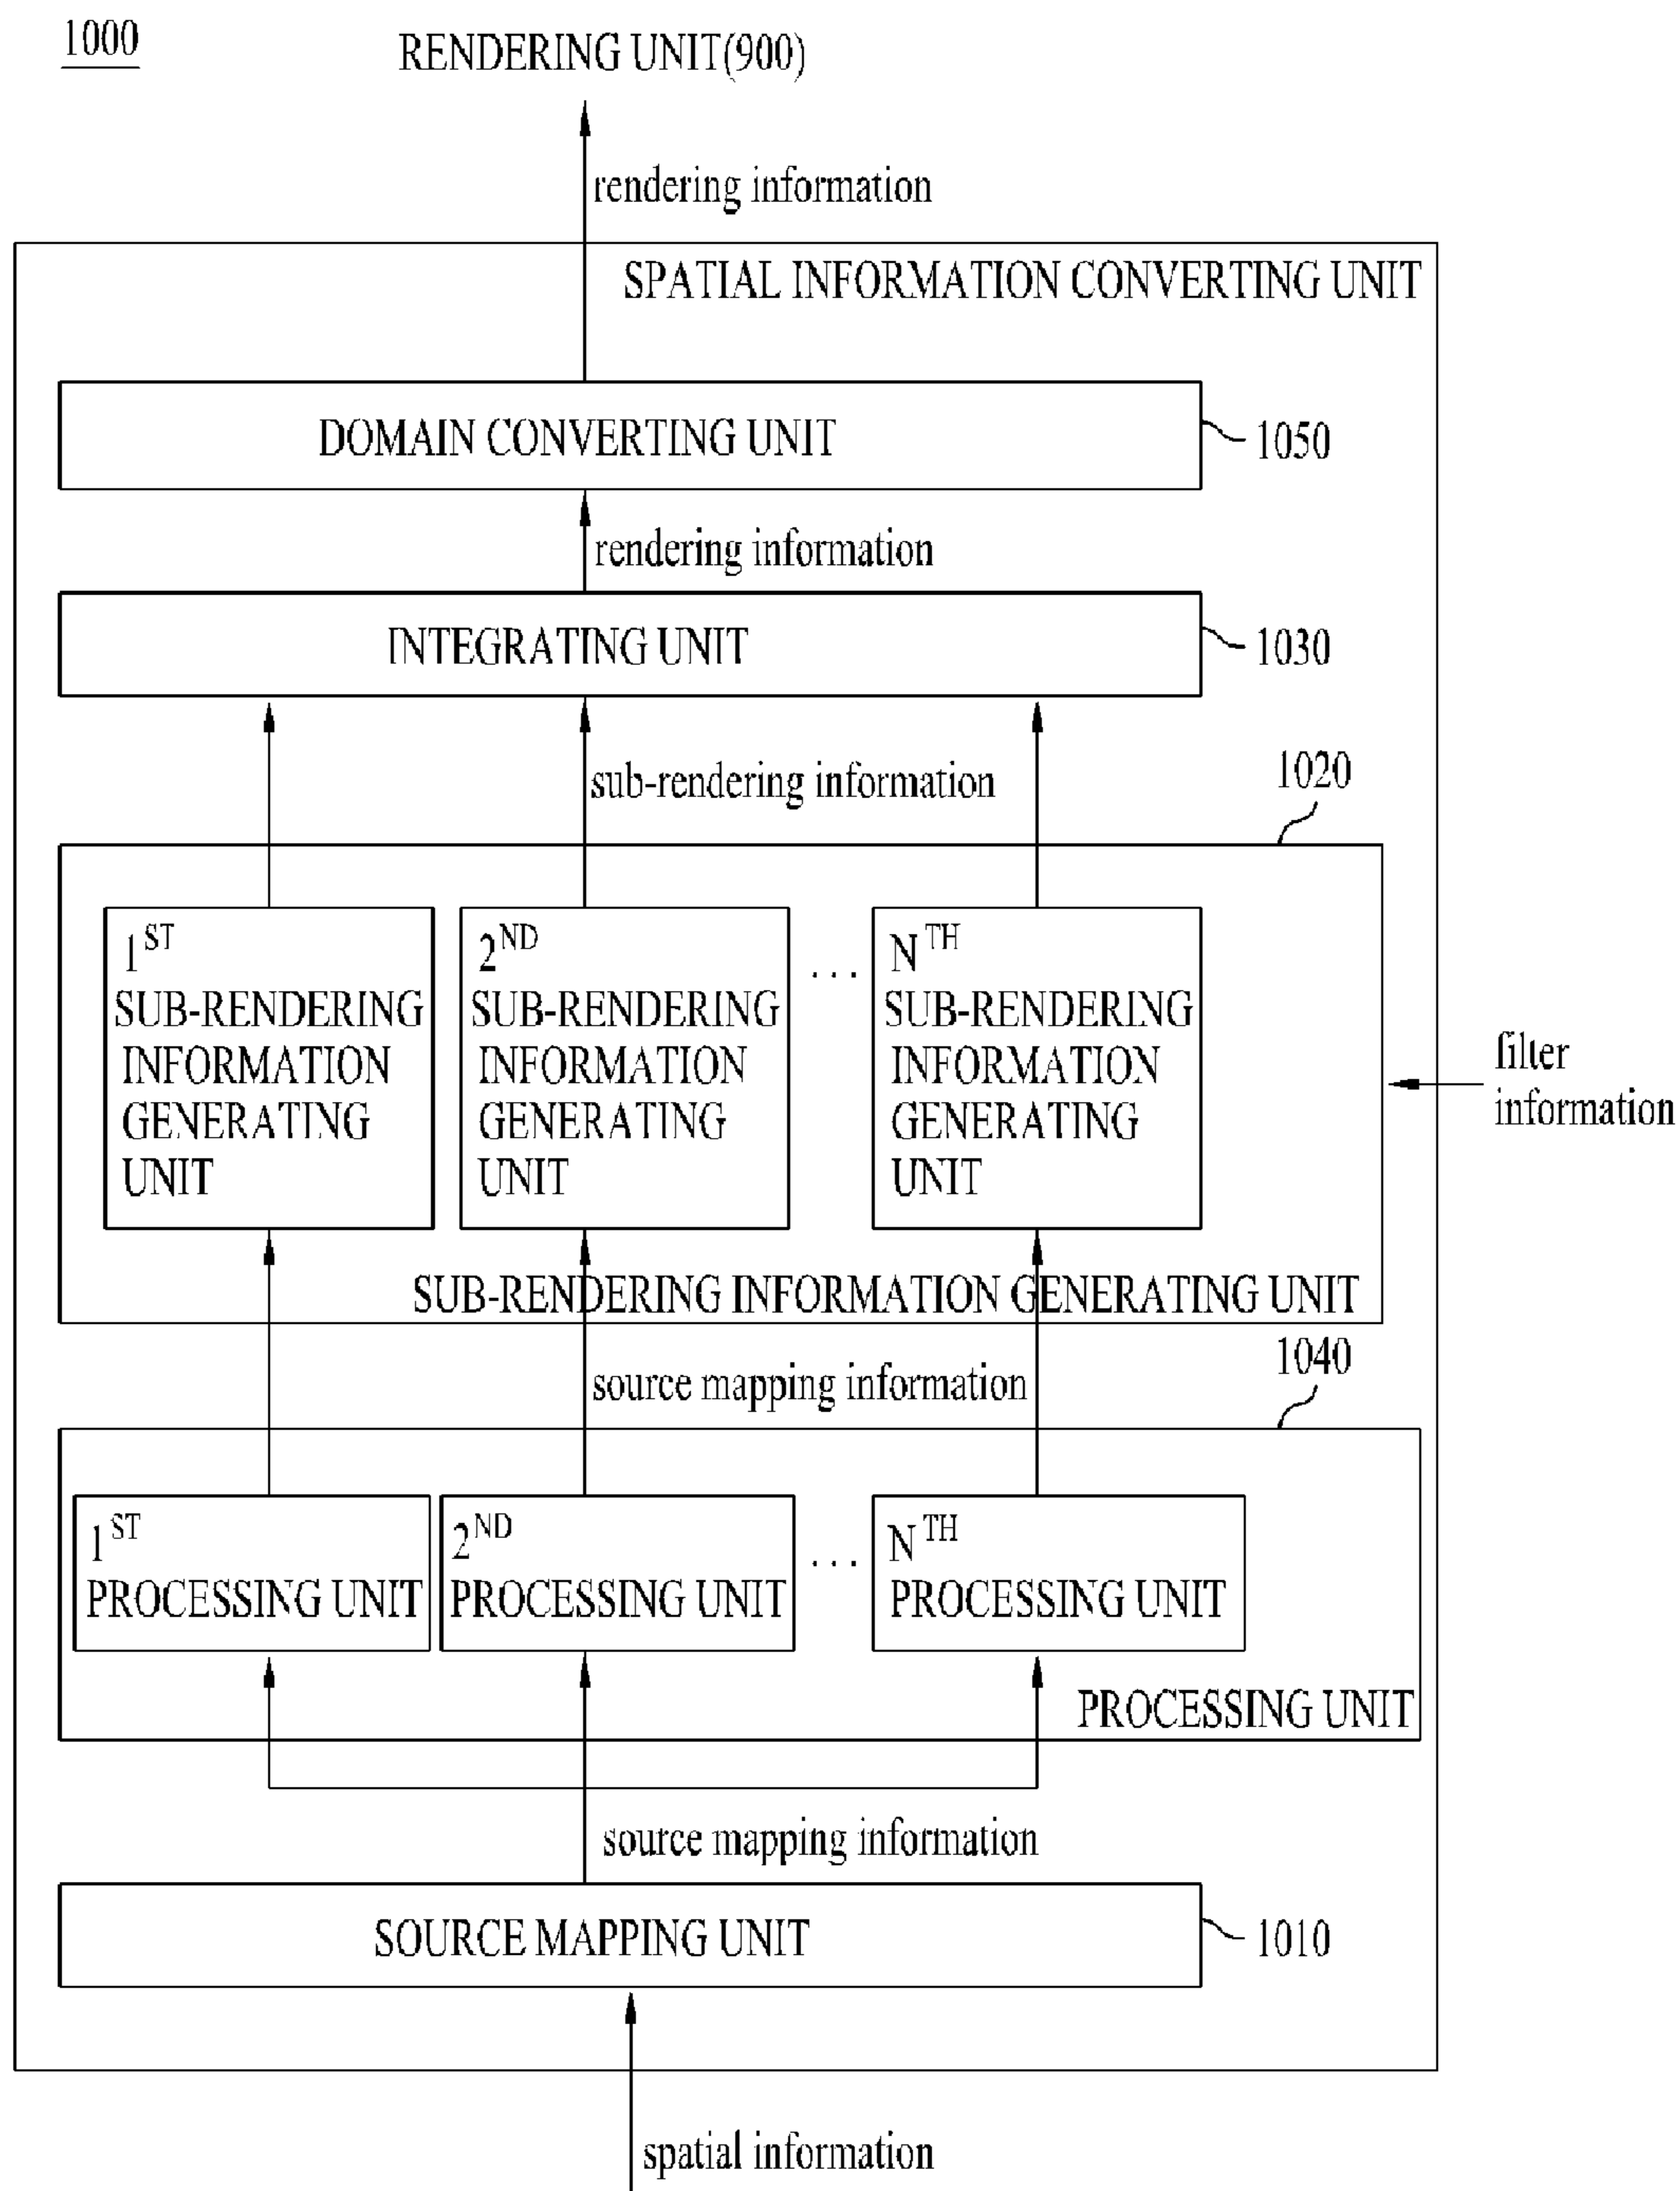 1000
RENDERING UNIT(900)
rendering information
SPATIAL INFORMATION CONVERTING UNIT
DOMAIN CONVERTING UNIT
1050
rendering information
INTEGRATING UNIT
1030
sub-rendering information
1020
1ST
SUB-RENDERING
INFORMATION
GENERATING
UNIT
2ND
SUB-RENDERING
INFORMATION
GENERATING
UNIT
...
NTH
SUB-RENDERING
INFORMATION
GENERATING
UNIT
filter
information
SUB-RENDERING INFORMATION GENERATING UNIT
source mapping information
1040
1ST
PROCESSING UNIT
2ND
PROCESSING UNIT
...
NTH
PROCESSING UNIT
PROCESSING UNIT
source mapping information
SOURCE MAPPING UNIT
1010
spatial information